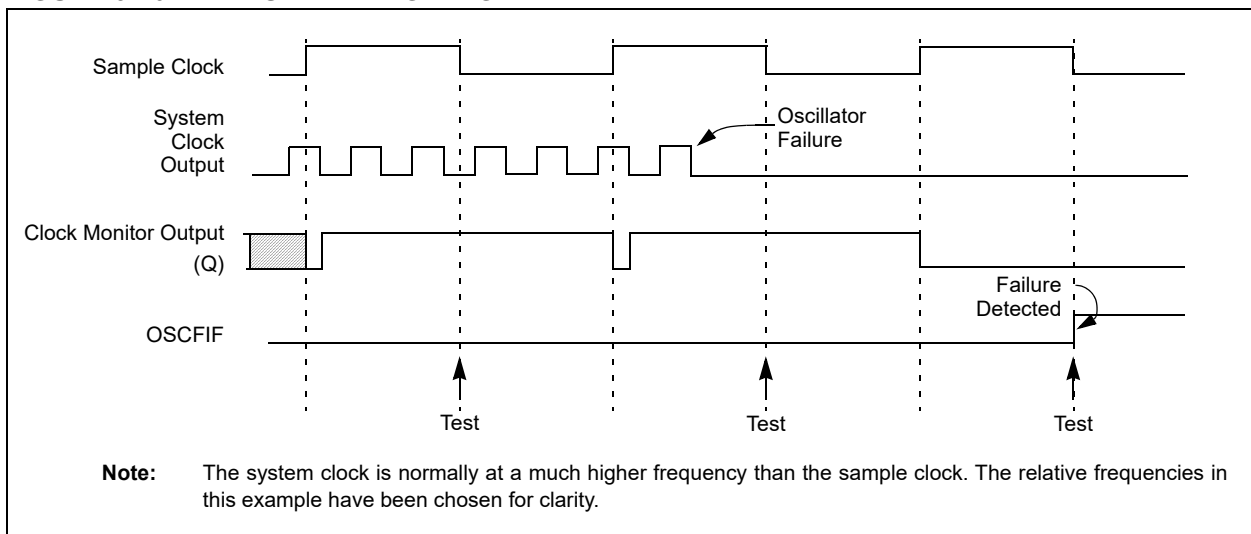 Sample Clock
System
Clock
Output
Oscillator
Failure
Clock Monitor Output
(Q)
Failure
Detected
OSCFIF
Test
Test
Test
Note: The system clock is normally at a much higher frequency than the sample clock. The relative frequencies in
this example have been chosen for clarity.